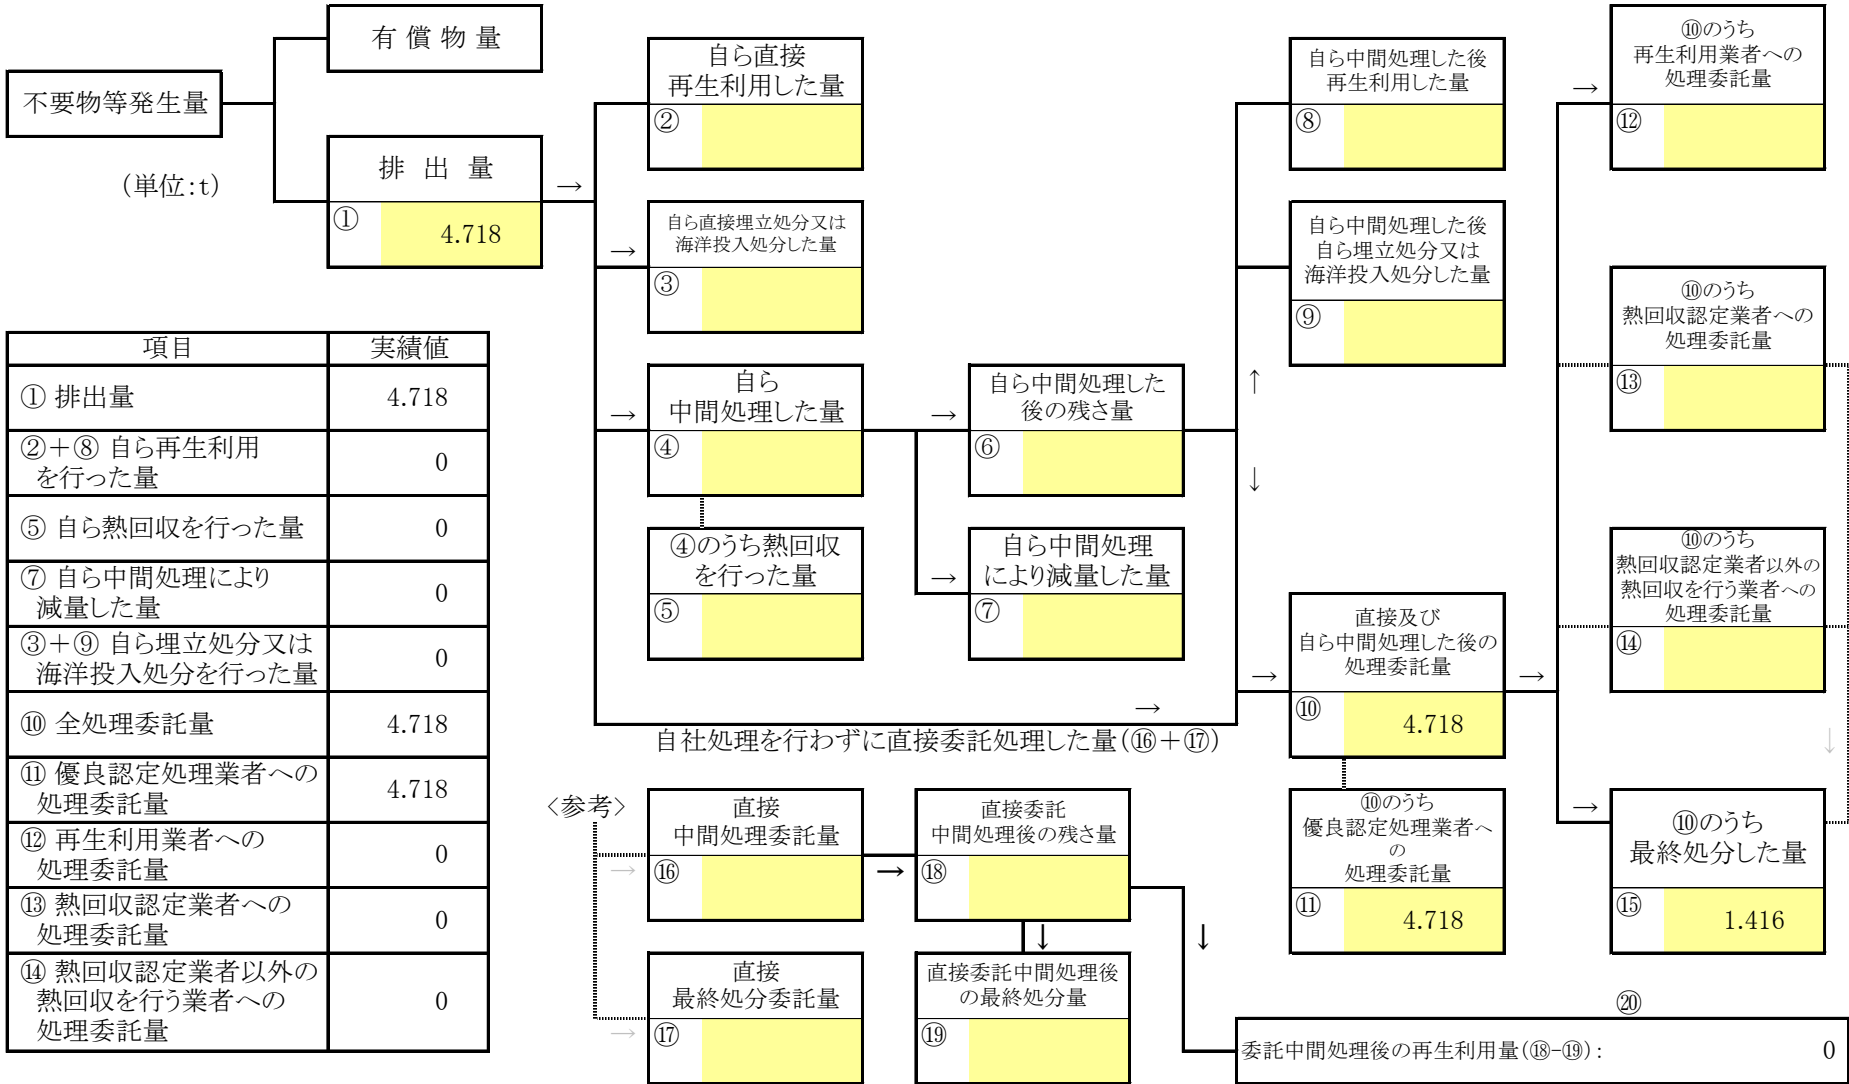 有 償 物 量
不要物等発生量
(単位:t)
排 出 量
①
4.718
→
自ら直接
再生利用した量
②
→
自ら直接埋立処分又は
海洋投入処分した量
③
→
自ら
中間処理した量
④
④のうち熱回収
を行った量
⑤
→
自ら中間処理した
後の残さ量
⑥
→
自ら中間処理
により減量した量
⑦
自ら中間処理した後
再生利用した量
⑧
自ら中間処理した後
自ら埋立処分又は
海洋投入処分した量
⑨
↑
↓
→
自社処理を行わずに直接委託処理した量(⑯+⑰)
→
直接及び
自ら中間処理した後の
処理委託量
⑩
4.718
⑩のうち
優良認定処理業者へ
の
処理委託量
⑪
4.718
→
→
⑩のうち
再生利用業者への
処理委託量
⑫
⑩のうち
熱回収認定業者への
処理委託量
⑬
⑩のうち
熱回収認定業者以外の
熱回収を行う業者への
処理委託量
⑭
↓
→
⑩のうち
最終処分した量
⑮
1.416
項目 実績値
① 排出量 4.718
②+⑧ 自ら再生利用
を行った量 0
⑤ 自ら熱回収を行った量 0
⑦ 自ら中間処理により
減量した量 0
③+⑨ 自ら埋立処分又は
海洋投入処分を行った量 0
⑩ 全処理委託量 4.718
⑪ 優良認定処理業者への
処理委託量 4.718
⑫ 再生利用業者への
処理委託量 0
⑬ 熱回収認定業者への
処理委託量 0
⑭ 熱回収認定業者以外の
熱回収を行う業者への
処理委託量 0
〈参考〉
→
直接
中間処理委託量
⑯
→
直接委託
中間処理後の残さ量
⑱
→
直接
最終処分委託量
⑰
↓
直接委託中間処理後
の最終処分量
⑲
↓
⑳
委託中間処理後の再生利用量(⑱-⑲): 0